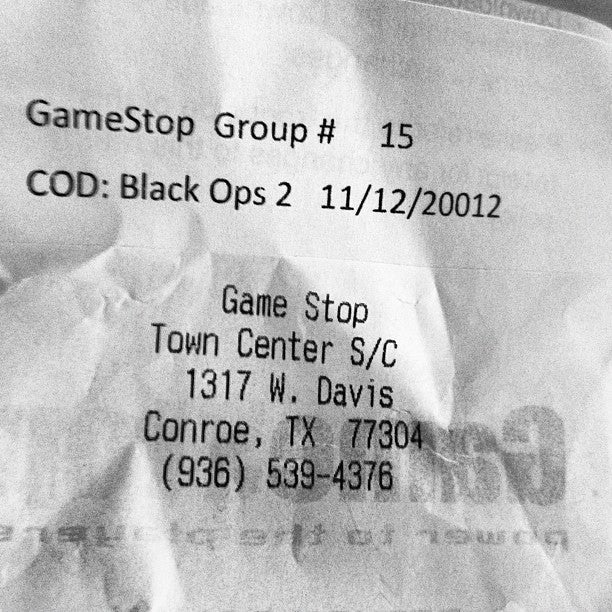 GameStop Group # 15
COD: Black Ops 2 11/12/20012
Game Stop
Town Center S/C
1317 W. Davis
Conroe, TX 77304
(936) 539-4376
power to the players